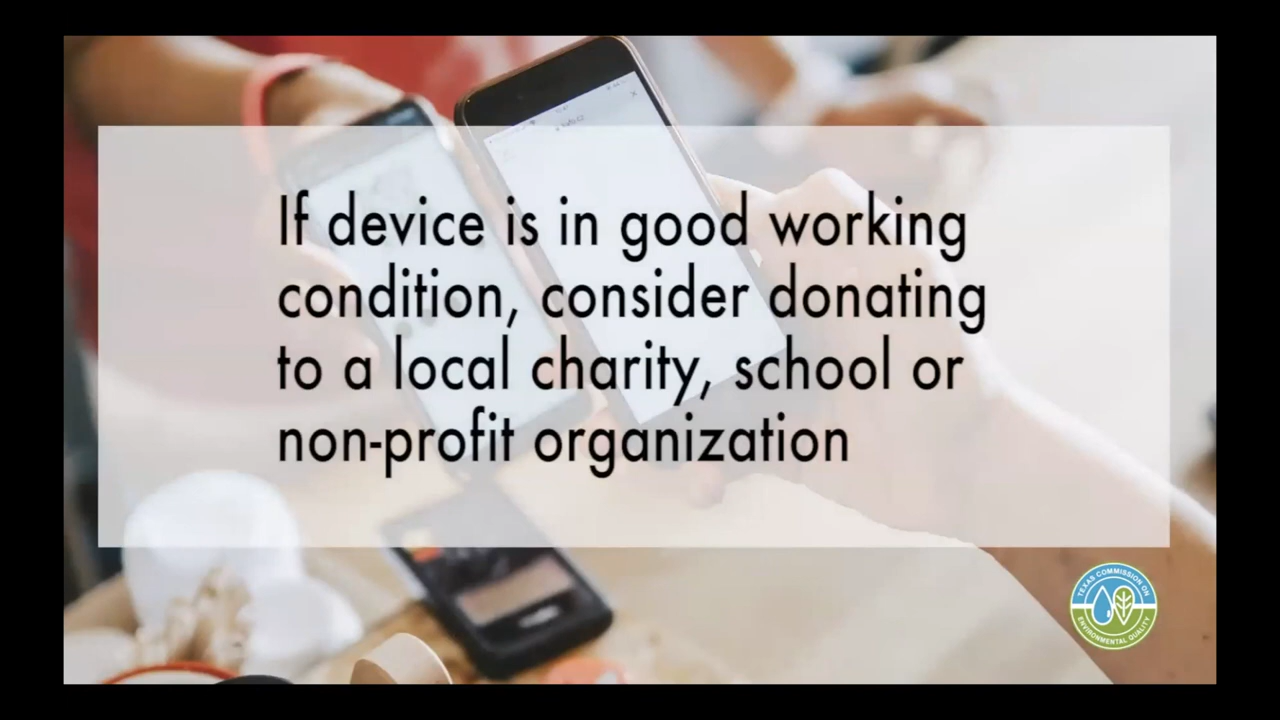 If device is in good working
condition, consider donating
to a local charity, school or
non-profit organization
TEXAS COMMISSION ON
ENVIRONMENTAL QUALITY